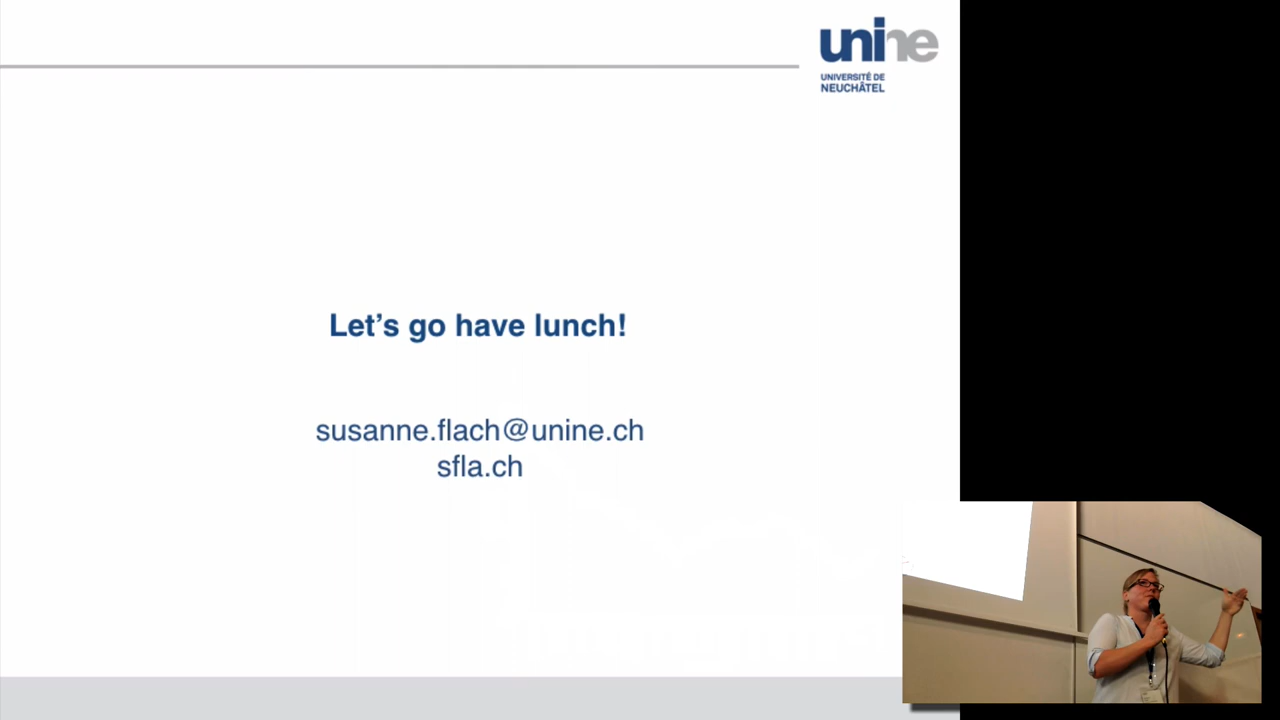 unine
UNIVERSITÉ DE
NEUCHÂTEL
Let's go have lunch!
susanne.flach@unine.ch
sfla.ch